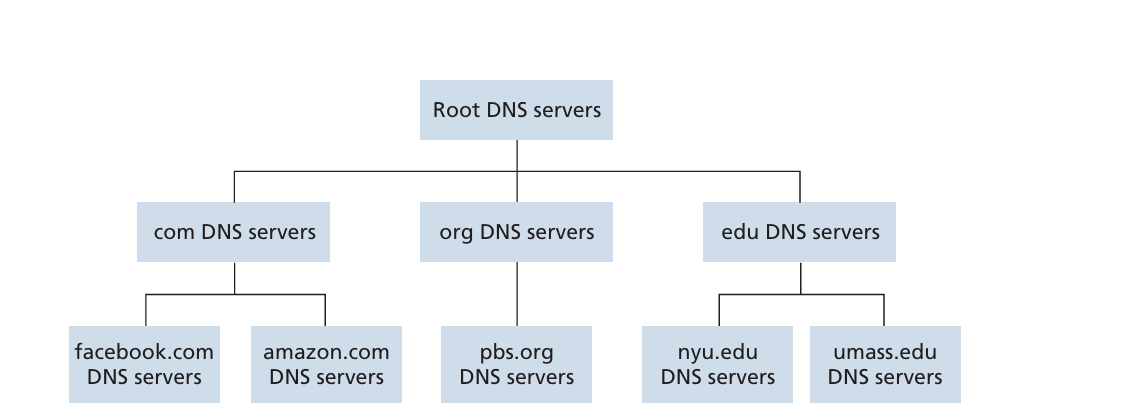 Root DNS servers
com DNS servers
org DNS servers
edu DNS servers
facebook.com
DNS servers
amazon.com
DNS servers
pbs.org
DNS servers
nyu.edu
DNS servers
umass.edu
DNS servers